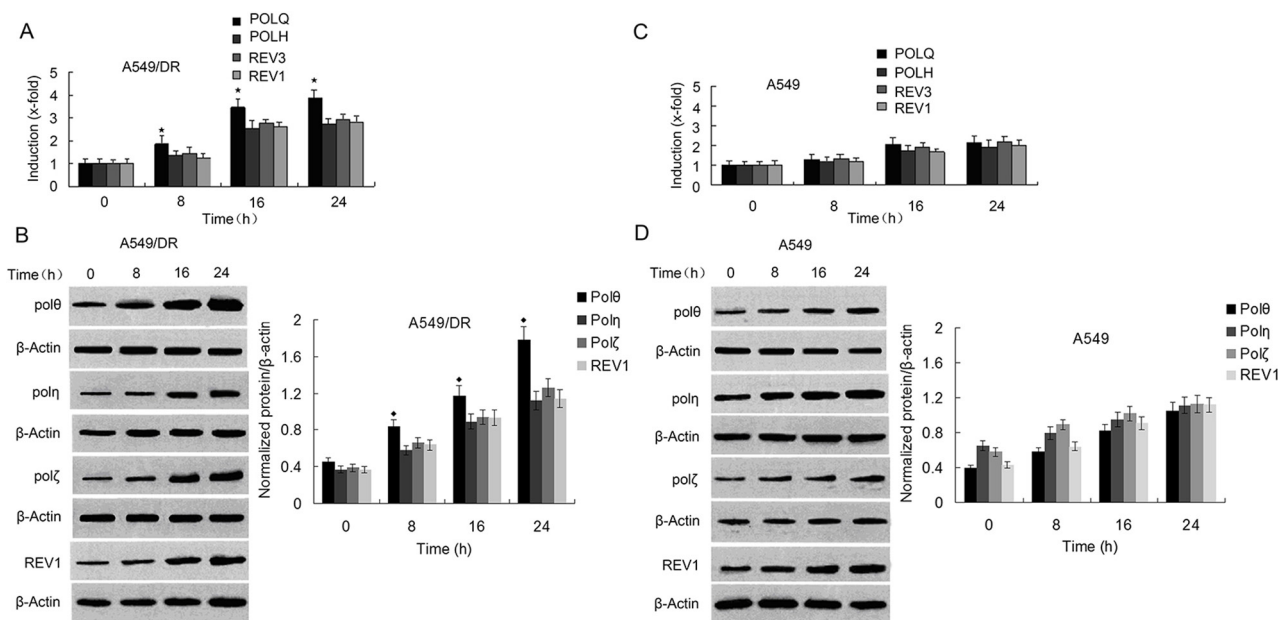 A
A549/DR
POLQ
POLH
REV3
REV1
Induction (x-fold)
5
4
3
2
1
0
0
8
16
24
Time(h)
B
A549/DR
Time(h) 0 8 16 24
polθ
β-Actin
polη
β-Actin
polζ
β-Actin
REV1
β-Actin
A549/DR
Polθ
Polη
Polζ
REV1
Normalized protein/β-actin
2
1.6
1.2
0.8
0.4
0
0
8
16
24
Time (h)
C
A549
POLQ
POLH
REV3
REV1
Induction (x-fold)
5
4
3
2
1
0
0
8
16
24
Time(h)
D
A549
Time(h) 0 8 16 24
polθ
β-Actin
polη
β-Actin
polζ
β-Actin
REV1
β-Actin
A549
Polθ
Polη
Polζ
REV1
Normalized protein/β-actin
2
1.6
1.2
0.8
0.4
0
0
8
16
24
Time (h)